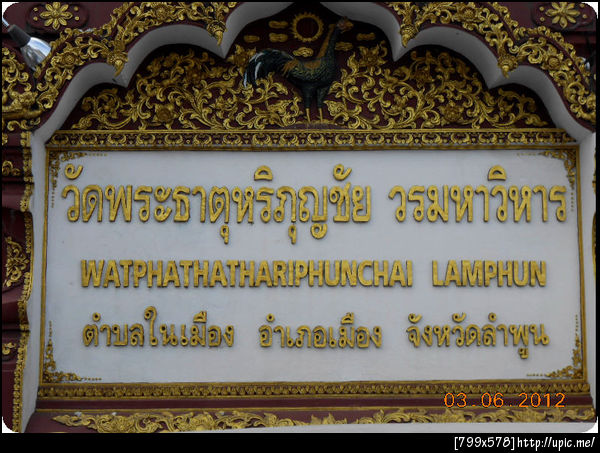 วัดพระธาตุหริภุญชัย วรมหาวิหาร
WATPHATHATHARIPHUNCHAI LAMPHUN
ตำบลในเมือง อำเภอเมือง จังหวัดลำพูน
03.06.2012
[799x578]http://upic.me/